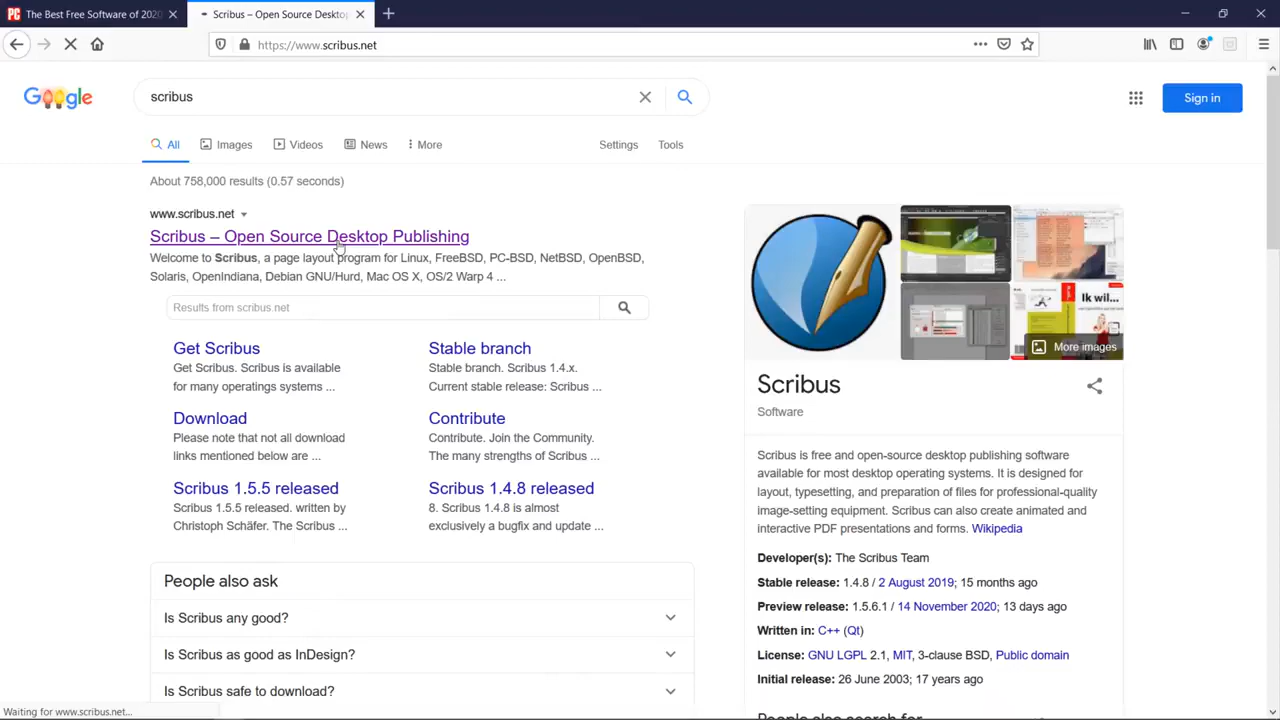 The Best Free Software of 2020
Scribus – Open Source Desktop
https://www.scribus.net
Google
scribus
Sign in
All
Images
Videos
News
More
Settings
Tools
About 758,000 results (0.57 seconds)
www.scribus.net
Scribus – Open Source Desktop Publishing
Welcome to Scribus, a page layout program for Linux, FreeBSD, PC-BSD, NetBSD, OpenBSD,
Solaris, OpenIndiana, Debian GNU/Hurd, Mac OS X, OS/2 Warp 4 ...
Results from scribus.net
Get Scribus
Get Scribus. Scribus is available
for many operatings systems ...
Stable branch
Stable branch. Scribus 1.4.x.
Current stable release: Scribus ...
Download
Please note that not all download
links mentioned below are ...
Contribute
Contribute. Join the Community.
The many strengths of Scribus ...
Scribus 1.5.5 released
Scribus 1.5.5 released. written by
Christoph Schäfer. The Scribus ...
Scribus 1.4.8 released
8. Scribus 1.4.8 is almost
exclusively a bugfix and update ...
People also ask
Is Scribus any good?
Is Scribus as good as InDesign?
Is Scribus safe to download?
Ik wil...
More images
Scribus
Software
Scribus is free and open-source desktop publishing software
available for most desktop operating systems. It is designed for
layout, typesetting, and preparation of files for professional-quality
image-setting equipment. Scribus can also create animated and
interactive PDF presentations and forms. Wikipedia
Developer(s): The Scribus Team
Stable release: 1.4.8 / 2 August 2019; 15 months ago
Preview release: 1.5.6.1 / 14 November 2020; 13 days ago
Written in: C++ (Qt)
License: GNU LGPL 2.1, MIT, 3-clause BSD, Public domain
Initial release: 26 June 2003; 17 years ago
People also search for
Waiting for www.scribus.net...